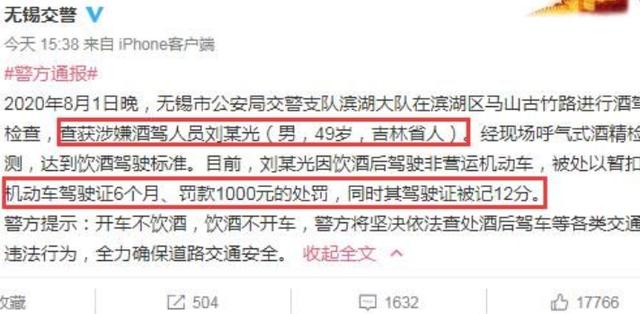 无锡交警
今天 15:38 来自 iPhone客户端
#警方通报#
2020年8月1日晚，无锡市公安局交警支队滨湖大队在滨湖区马山古竹路进行酒驾
检查，查获涉嫌酒驾人员刘某光（男，49岁，吉林省人）。经现场呼气式酒精检
测，达到饮酒驾驶标准。目前，刘某光因饮酒后驾驶非营运机动车，被处以暂扣
机动车驾驶证6个月、罚款1000元的处罚，同时其驾驶证被记12分。
警方提示：开车不饮酒，饮酒不开车，警方将坚决依法查处酒后驾车等各类交通
违法行为，全力确保道路交通安全。 收起全文
收藏 504 1632 17766